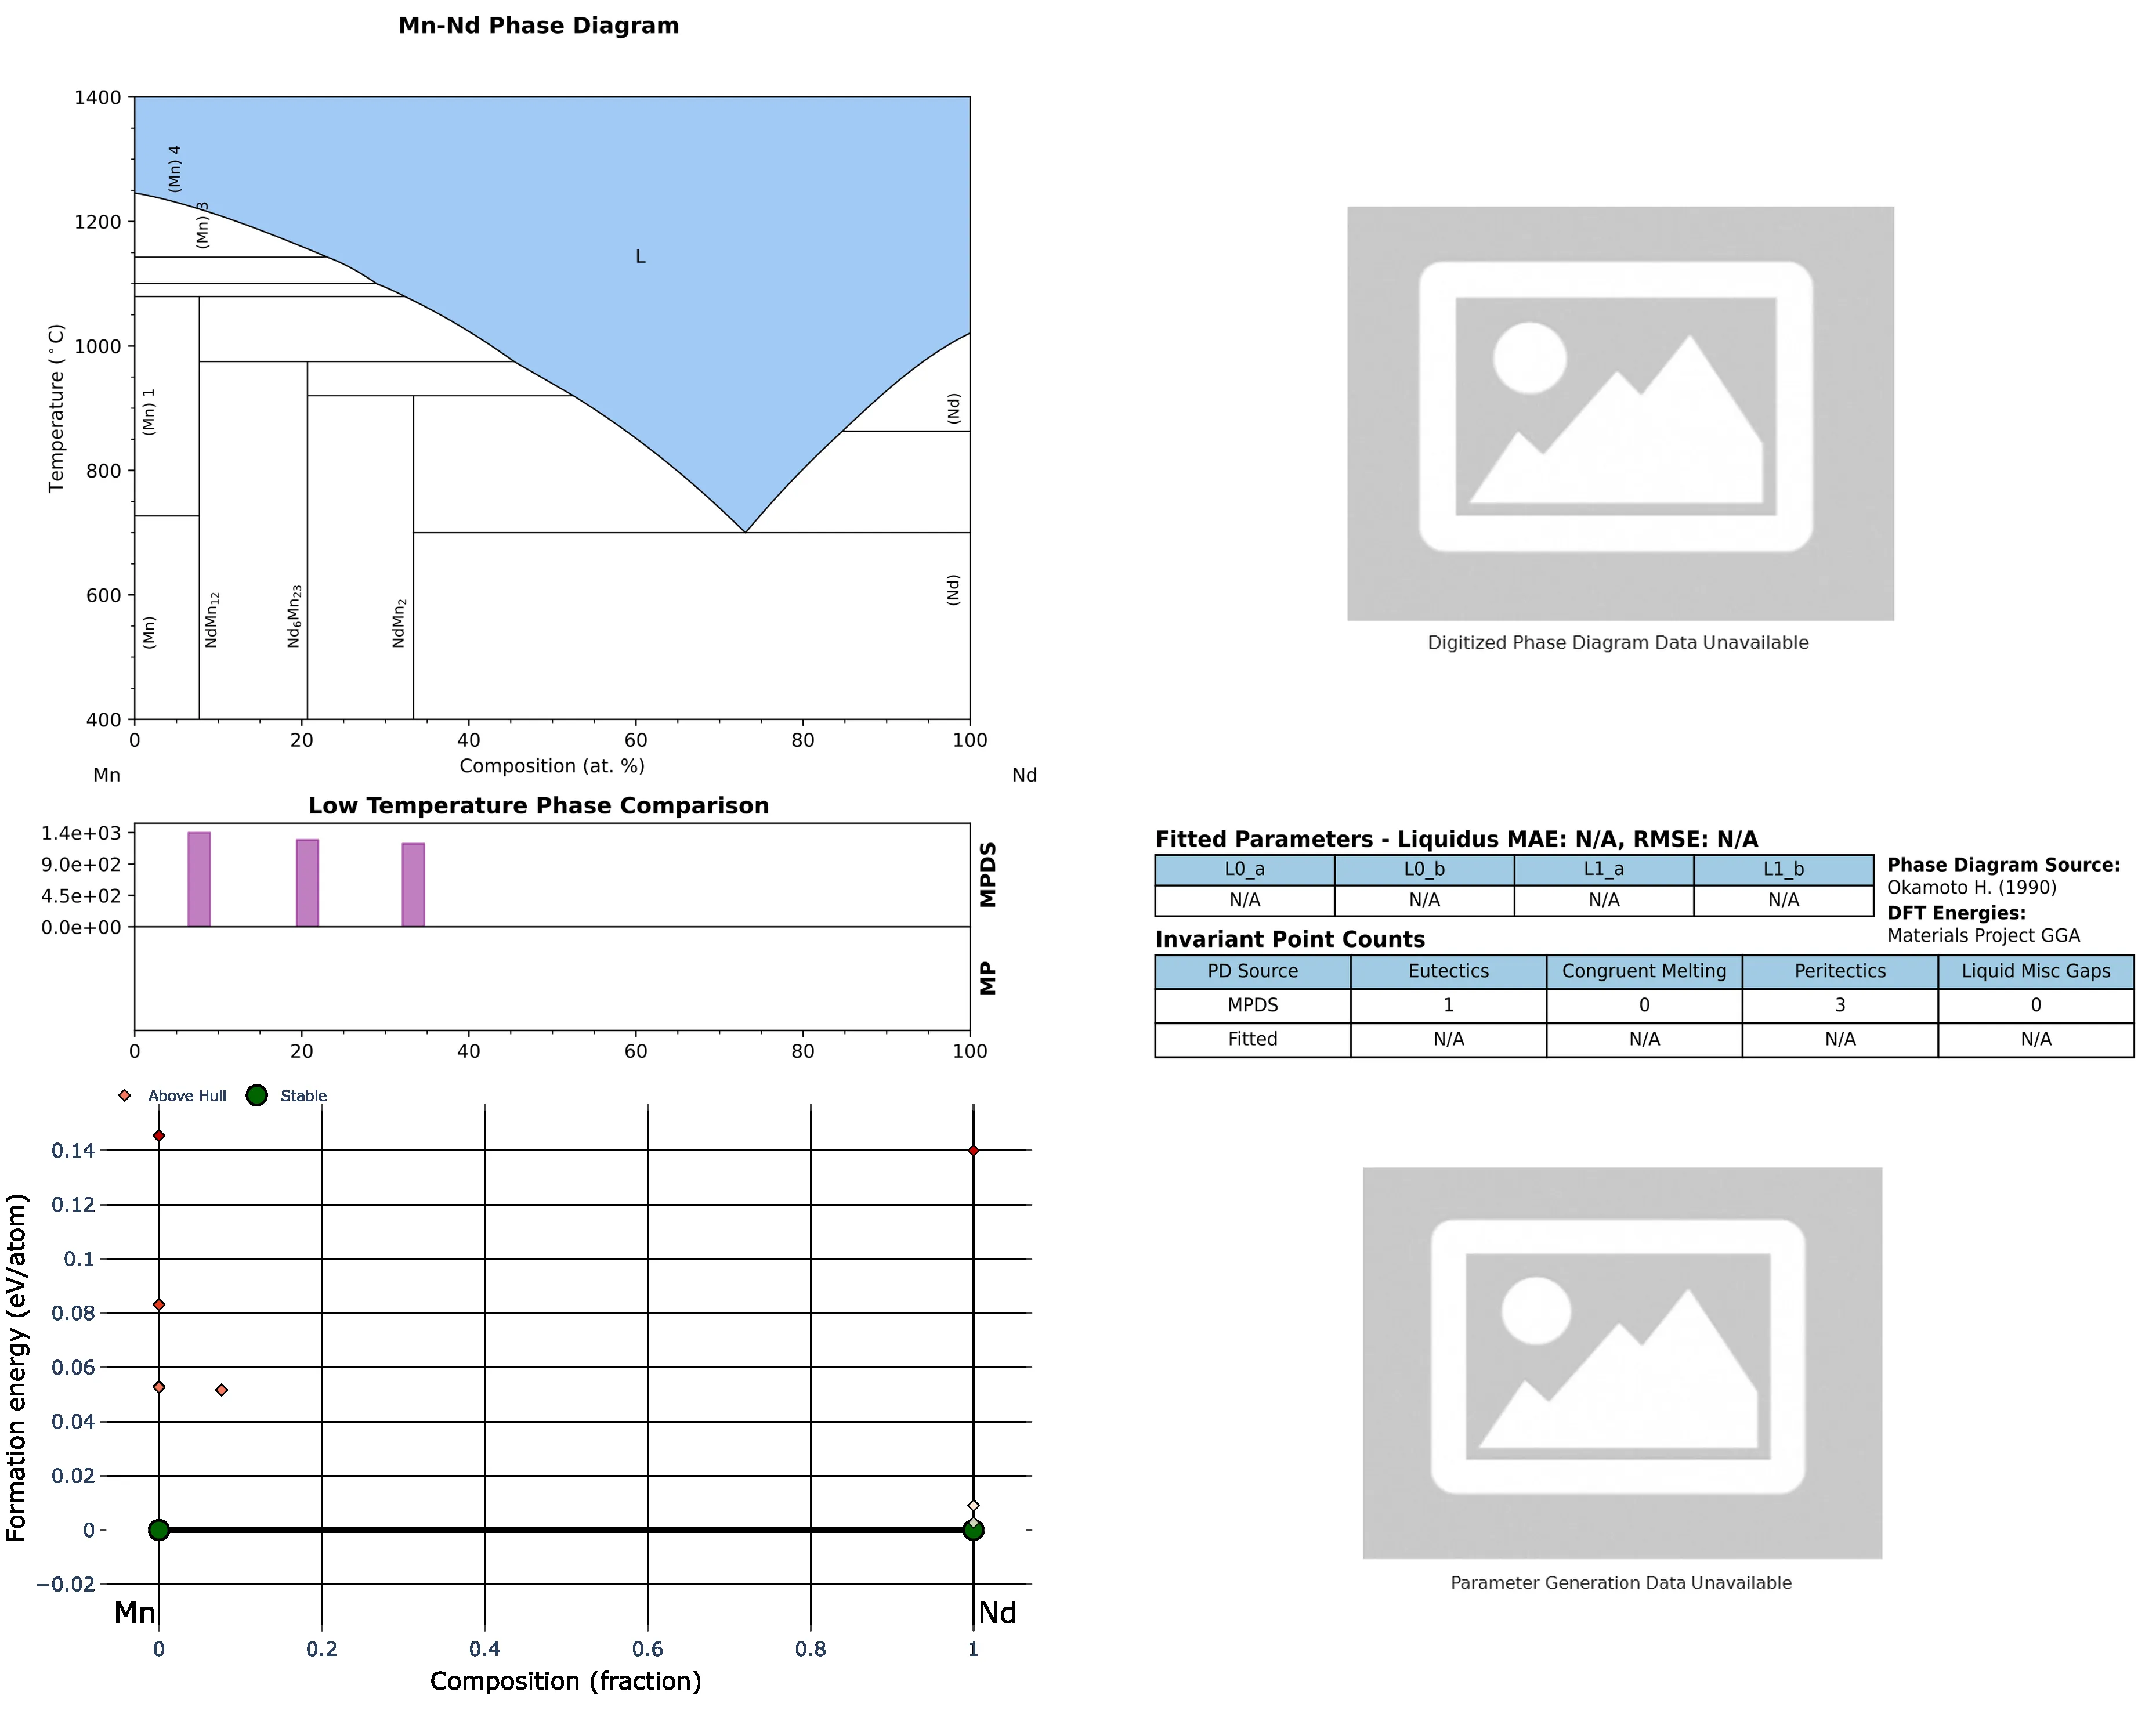 Mn-Nd Phase Diagram
1400
1200
1000
800
600
400
Temperature (°C)
(Mn) 4
(Mn) 3
L
(Mn) 1
(Nd)
(Mn)
NdMn12
Nd6Mn23
NdMn2
(Nd)
0 20 40 60 80 100
Composition (at. %)
Mn Nd
Digitized Phase Diagram Data Unavailable
Low Temperature Phase Comparison
1.4e+03
9.0e+02
4.5e+02
0.0e+00
MPDS
MP
0 20 40 60 80 100
Fitted Parameters - Liquidus MAE: N/A, RMSE: N/A
L0_a L0_b L1_a L1_b
N/A N/A N/A N/A
Phase Diagram Source:
Okamoto H. (1990)
DFT Energies:
Materials Project GGA
Invariant Point Counts
PD Source Eutectics Congruent Melting Peritectics Liquid Misc Gaps
MPDS 1 0 3 0
Fitted N/A N/A N/A N/A
Above Hull Stable
0.14
0.12
0.1
0.08
0.06
0.04
0.02
0
−0.02
Formation energy (eV/atom)
Mn Nd
0 0.2 0.4 0.6 0.8 1
Composition (fraction)
Parameter Generation Data Unavailable